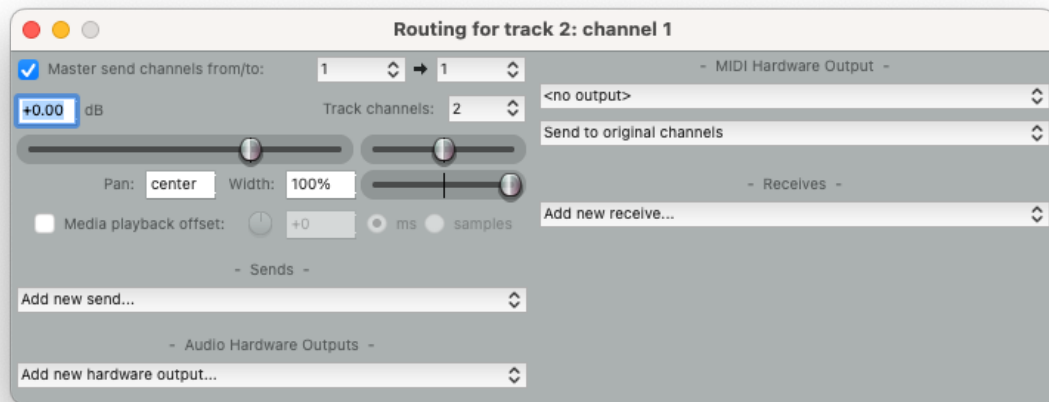 Routing for track 2: channel 1
Master send channels from/to: 1 → 1
+0.00 dB Track channels: 2
Pan: center Width: 100%
Media playback offset: +0 ms samples
- Sends -
Add new send...
- Audio Hardware Outputs -
Add new hardware output...
- MIDI Hardware Output -
<no output>
Send to original channels
- Receives -
Add new receive...